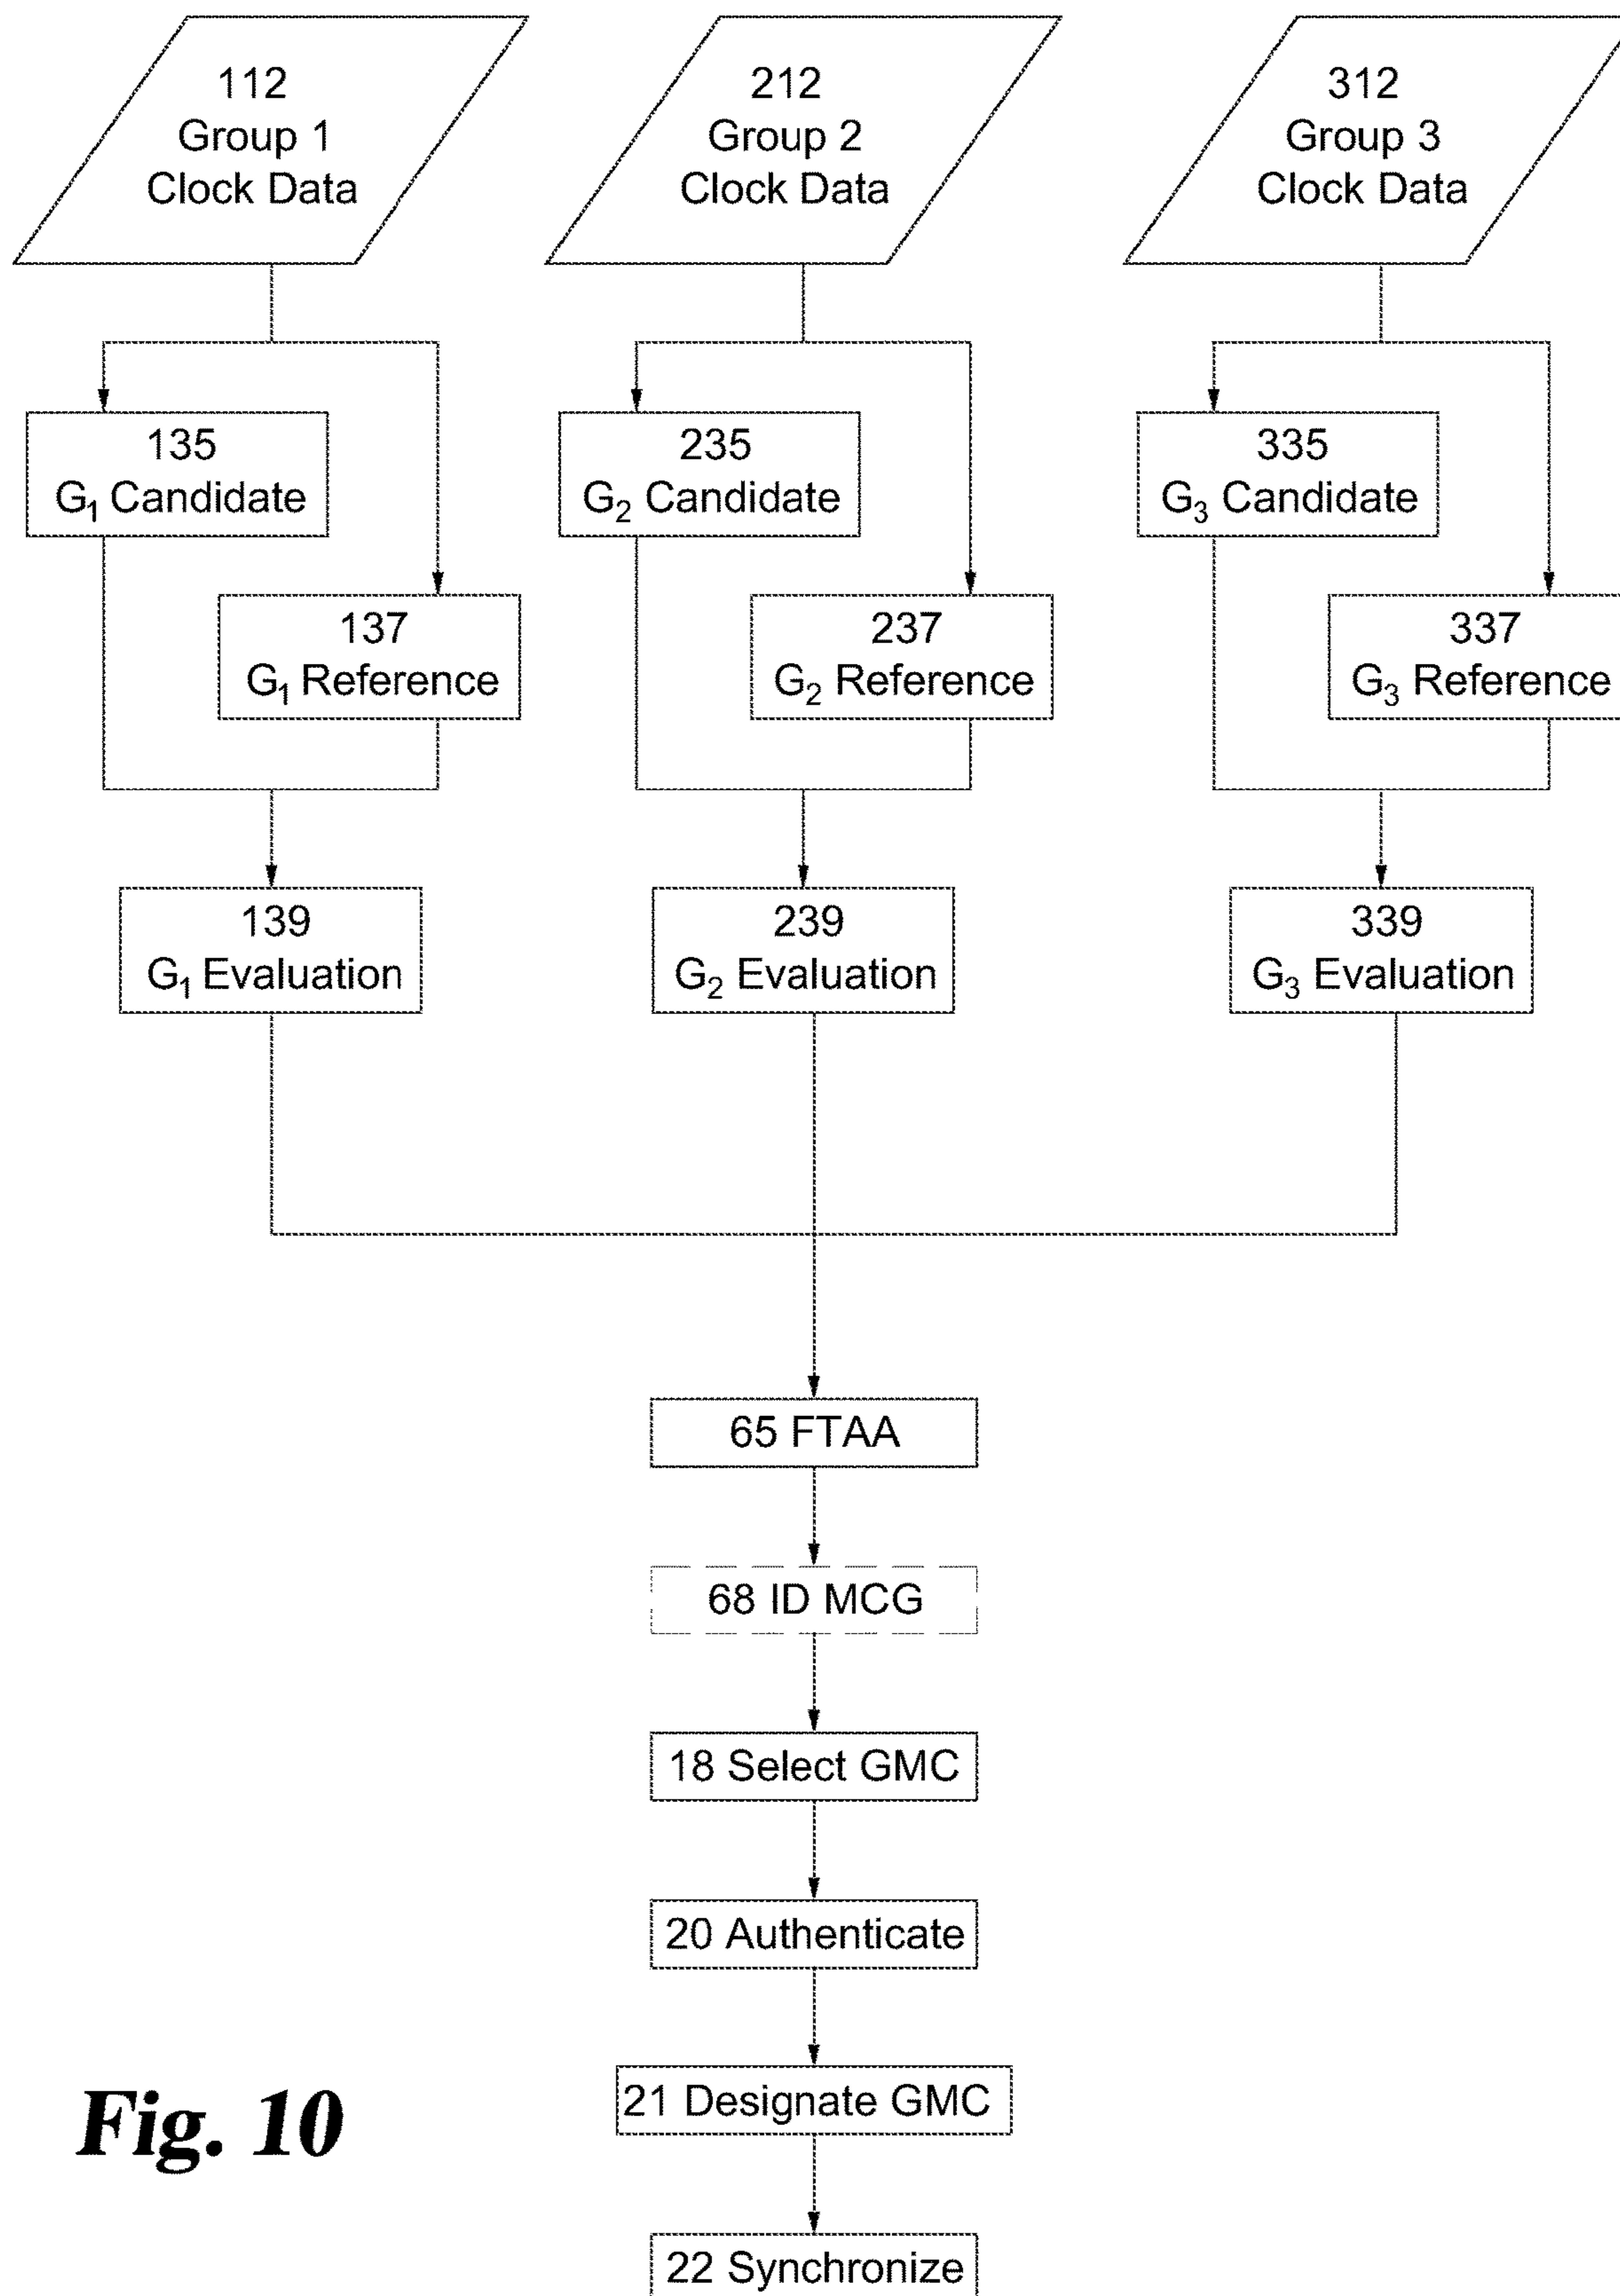 112
Group 1
Clock Data
212
Group 2
Clock Data
312
Group 3
Clock Data
135
G₁ Candidate
235
G₂ Candidate
335
G₃ Candidate
137
G₁ Reference
237
G₂ Reference
337
G₃ Reference
139
G₁ Evaluation
239
G₂ Evaluation
339
G₃ Evaluation
65 FTAA
68 ID MCG
18 Select GMC
20 Authenticate
21 Designate GMC
22 Synchronize
Fig. 10